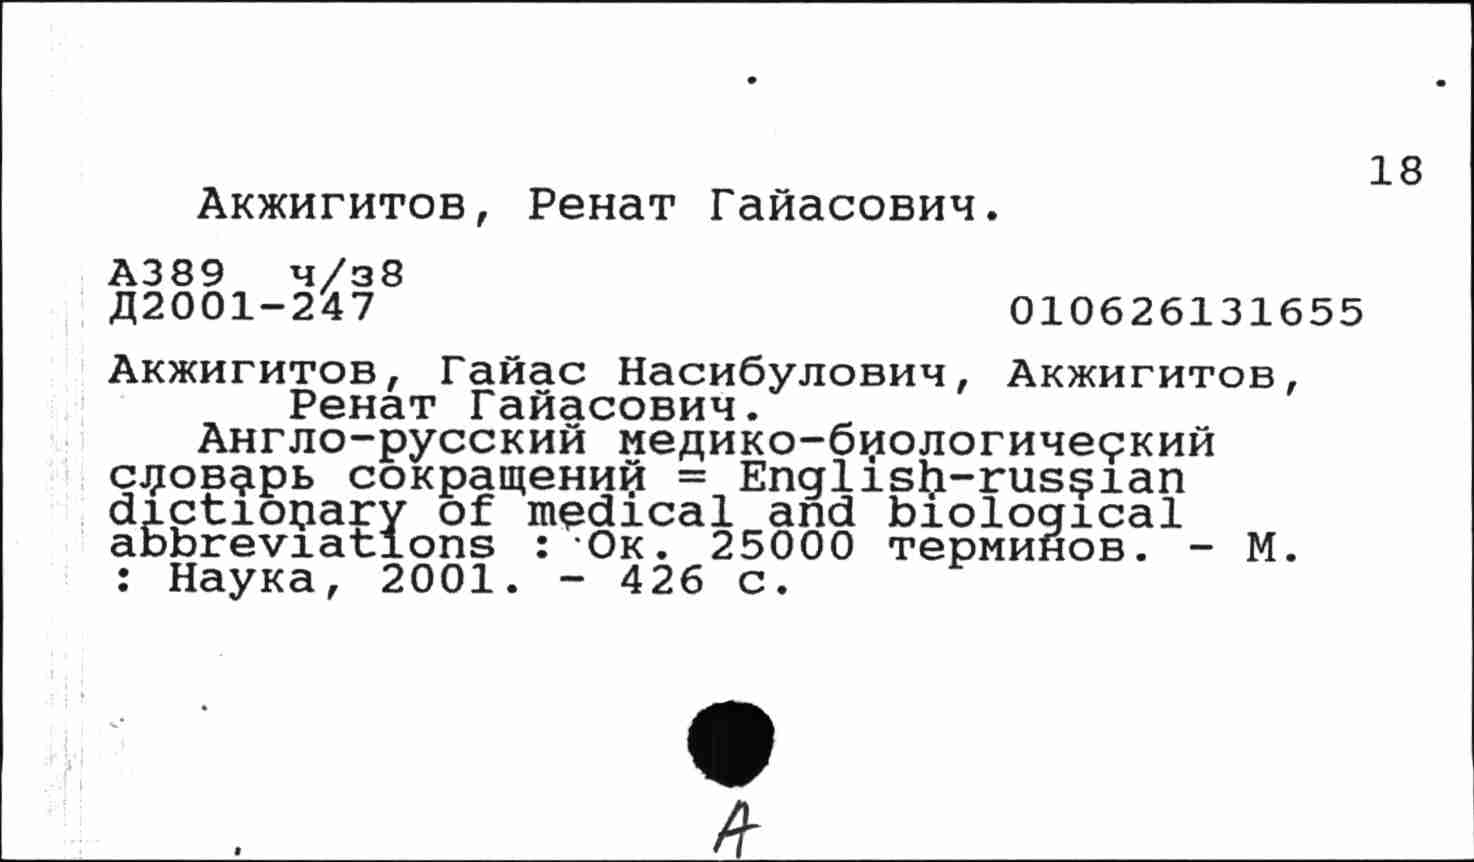 18
Акжигитов, Ренат Гайасович.
А389 ч/з8
Д2001-247 010626131655
Акжигитов, Гайас Насибулович, Акжигитов,
Ренат Гайасович.
Англо-русский медико-биологический
словарь сокращений = English-russian
dictionary of medical and biological
abbreviations : Ок. 25000 терминов. - М.
: Наука, 2001. - 426 с.
А